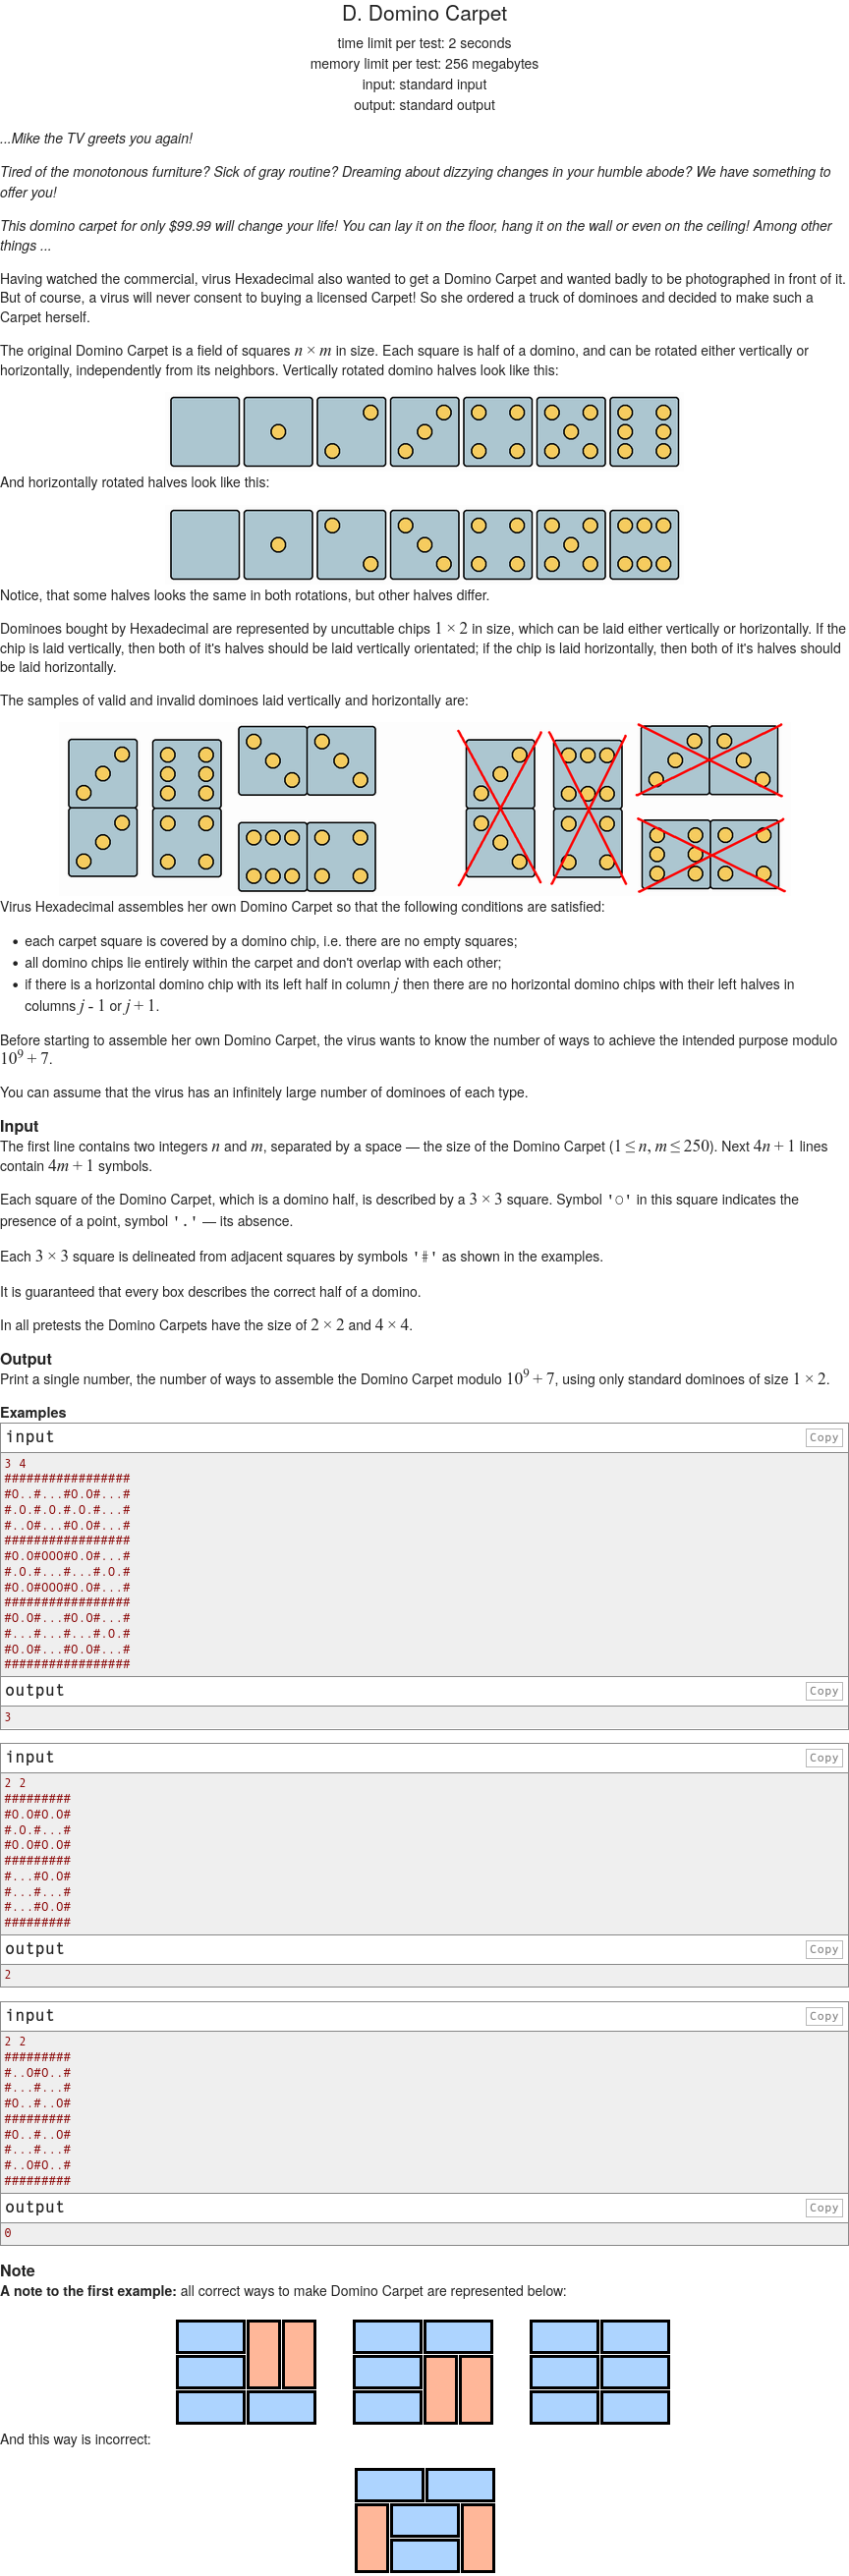 D. Domino Carpet
time limit per test: 2 seconds
memory limit per test: 256 megabytes
input: standard input
output: standard output
...Mike the TV greets you again!
Tired of the monotonous furniture? Sick of gray routine? Dreaming about dizzying changes in your humble abode? We have something to
offer you!
This domino carpet for only $99.99 will change your life! You can lay it on the floor, hang it on the wall or even on the ceiling! Among other
things ...
Having watched the commercial, virus Hexadecimal also wanted to get a Domino Carpet and wanted badly to be photographed in front of it.
But of course, a virus will never consent to buying a licensed Carpet! So she ordered a truck of dominoes and decided to make such a
Carpet herself.
The original Domino Carpet is a field of squares n × m in size. Each square is half of a domino, and can be rotated either vertically or
horizontally, independently from its neighbors. Vertically rotated domino halves look like this:
And horizontally rotated halves look like this:
Notice, that some halves looks the same in both rotations, but other halves differ.
Dominoes bought by Hexadecimal are represented by uncuttable chips 1 × 2 in size, which can be laid either vertically or horizontally. If the
chip is laid vertically, then both of it's halves should be laid vertically orientated; if the chip is laid horizontally, then both of it's halves should
be laid horizontally.
The samples of valid and invalid dominoes laid vertically and horizontally are:
Virus Hexadecimal assembles her own Domino Carpet so that the following conditions are satisfied:
• each carpet square is covered by a domino chip, i.e. there are no empty squares;
• all domino chips lie entirely within the carpet and don't overlap with each other;
• if there is a horizontal domino chip with its left half in column j then there are no horizontal domino chips with their left halves in
columns j - 1 or j + 1.
Before starting to assemble her own Domino Carpet, the virus wants to know the number of ways to achieve the intended purpose modulo
10⁹ + 7.
You can assume that the virus has an infinitely large number of dominoes of each type.
Input
The first line contains two integers n and m, separated by a space — the size of the Domino Carpet (1 ≤ n, m ≤ 250). Next 4n + 1 lines
contain 4m + 1 symbols.
Each square of the Domino Carpet, which is a domino half, is described by a 3 × 3 square. Symbol 'O' in this square indicates the
presence of a point, symbol '.' — its absence.
Each 3 × 3 square is delineated from adjacent squares by symbols '#' as shown in the examples.
It is guaranteed that every box describes the correct half of a domino.
In all pretests the Domino Carpets have the size of 2 × 2 and 4 × 4.
Output
Print a single number, the number of ways to assemble the Domino Carpet modulo 10⁹ + 7, using only standard dominoes of size 1 × 2.
Examples
input Copy
3 4
#################
#O..#...#O.O#...#
#.O.#.O.#.O.#...#
#..O#...#O.O#...#
#################
#O.O#OOO#O.O#...#
#.O.#...#...#.O.#
#O.O#OOO#O.O#...#
#################
#O.O#...#O.O#...#
#...#...#...#.O.#
#O.O#...#O.O#...#
#################
output Copy
3
input Copy
2 2
#########
#O.O#O.O#
#.O.#...#
#O.O#O.O#
#########
#...#O.O#
#...#...#
#...#O.O#
#########
output Copy
2
input Copy
2 2
#########
#..O#O..#
#...#...#
#O..#..O#
#########
#O..#..O#
#...#...#
#..O#O..#
#########
output Copy
0
Note
A note to the first example: all correct ways to make Domino Carpet are represented below:
And this way is incorrect: